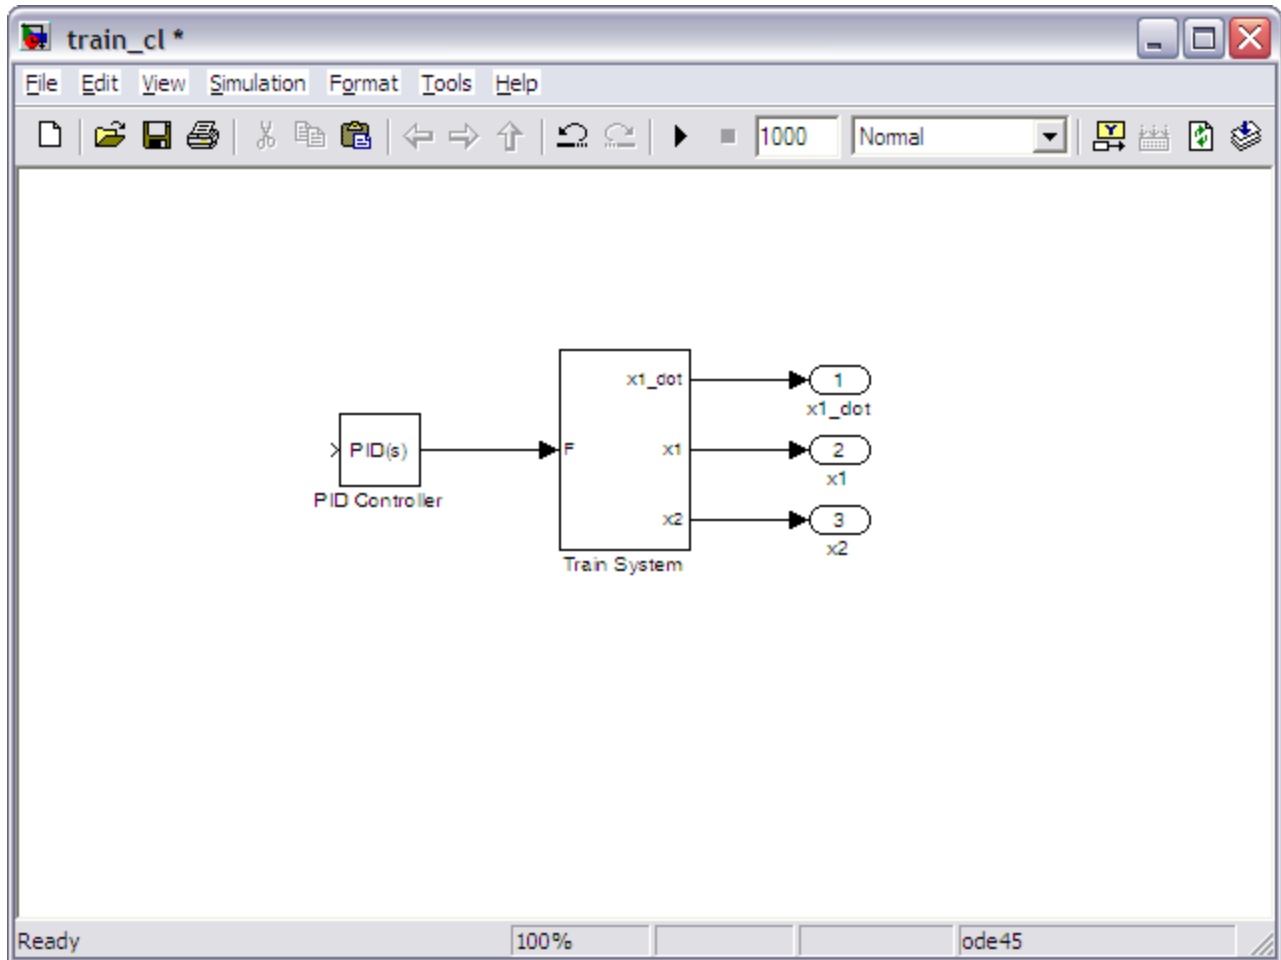 train_cl *
File Edit View Simulation Format Tools Help
1000 Normal
x1_dot
1
x1_dot
PID(s)
F
x1
2
x1
PID Controller
x2
3
x2
Train System
Ready 100% ode45